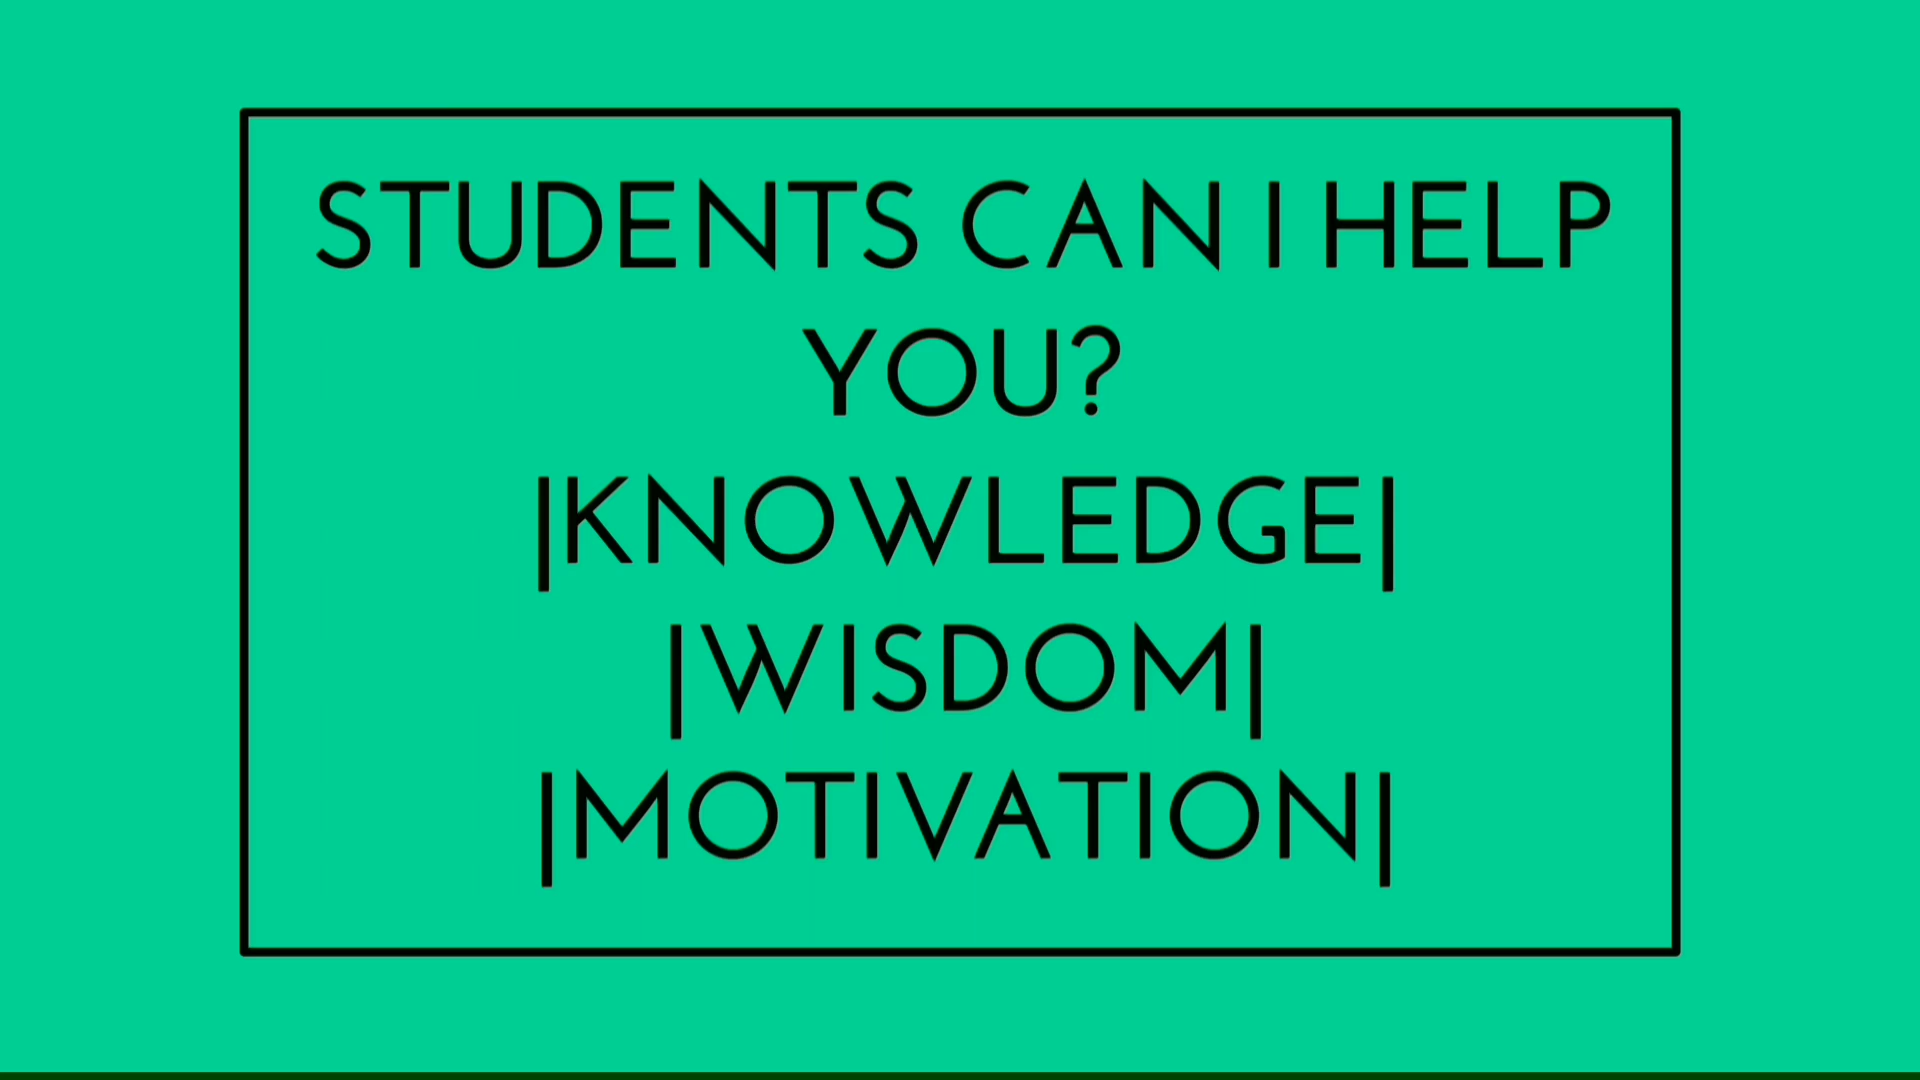 STUDENTS CAN I HELP
YOU?
|KNOWLEDGE|
|WISDOM|
|MOTIVATION|